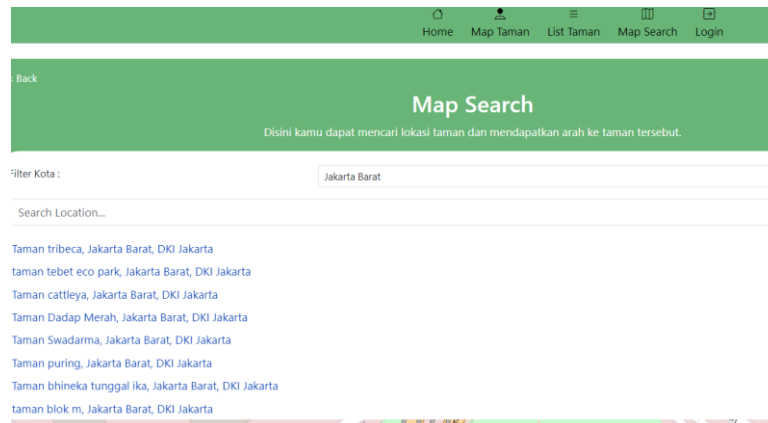 Home Map Taman List Taman Map Search Login
Back
Map Search
Disini kamu dapat mencari lokasi taman dan mendapatkan arah ke taman tersebut.
Filter Kota :
Jakarta Barat
Search Location...
Taman tribeca, Jakarta Barat, DKI Jakarta
taman tebet eco park, Jakarta Barat, DKI Jakarta
Taman cattleya, Jakarta Barat, DKI Jakarta
Taman Dadap Merah, Jakarta Barat, DKI Jakarta
Taman Swadarma, Jakarta Barat, DKI Jakarta
Taman puring, Jakarta Barat, DKI Jakarta
Taman bhineka tunggal ika, Jakarta Barat, DKI Jakarta
taman blok m, Jakarta Barat, DKI Jakarta